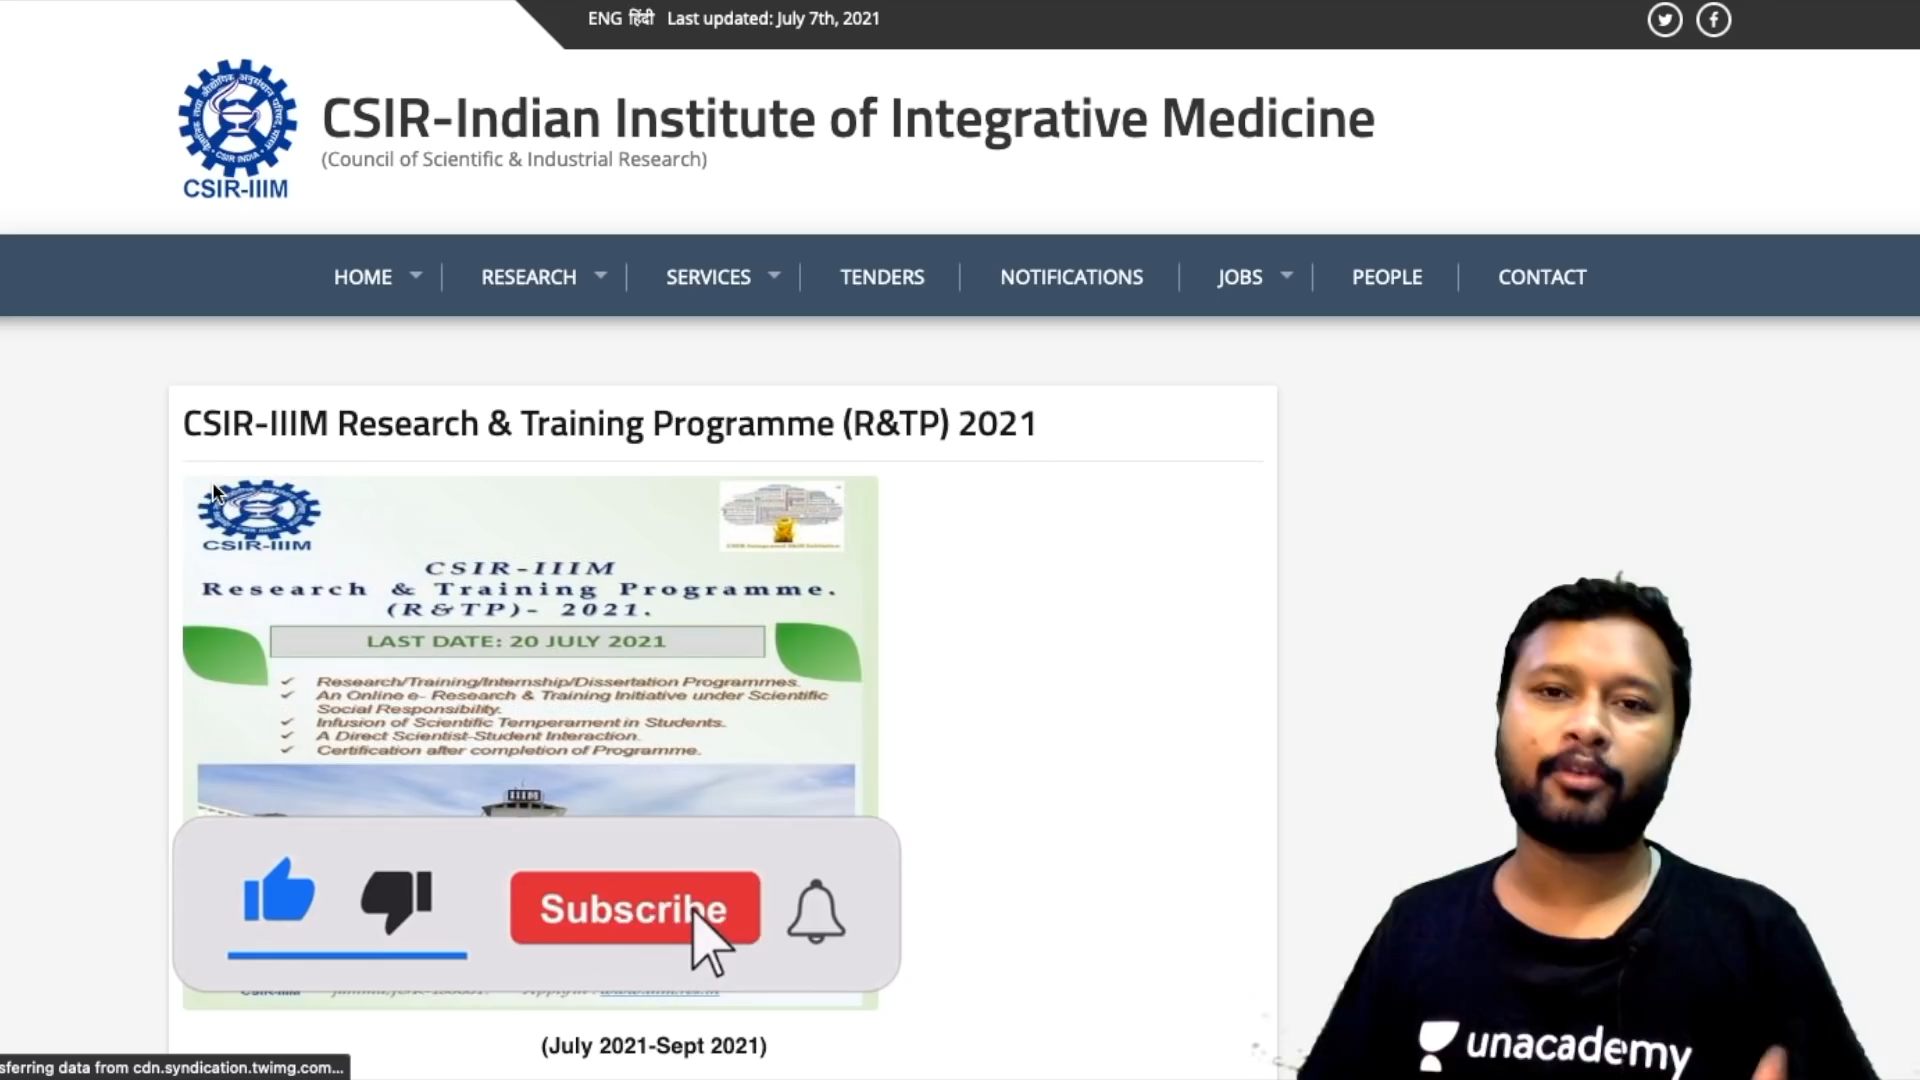 ENG हिंदी Last updated: July 7th, 2021
CSIR-Indian Institute of Integrative Medicine
(Council of Scientific & Industrial Research)
CSIR INDIA
CSIR-IIIM
HOME
RESEARCH
SERVICES
TENDERS
NOTIFICATIONS
JOBS
PEOPLE
CONTACT
CSIR-IIIM Research & Training Programme (R&TP) 2021
CSIR-IIIM
CSIR-IIIM
Research & Training Programme.
(R&TP)- 2021.
LAST DATE: 20 JULY 2021
Research/Training/Internship/Dissertation Programmes.
An Online e- Research & Training Initiative under Scientific
Social Responsibility.
Infusion of Scientific Temperament in Students.
A Direct Scientist-Student Interaction.
Certification after completion of Programme.
Subscribe
(July 2021-Sept 2021)
sferring data from cdn.syndication.twimg.com...
unacademy